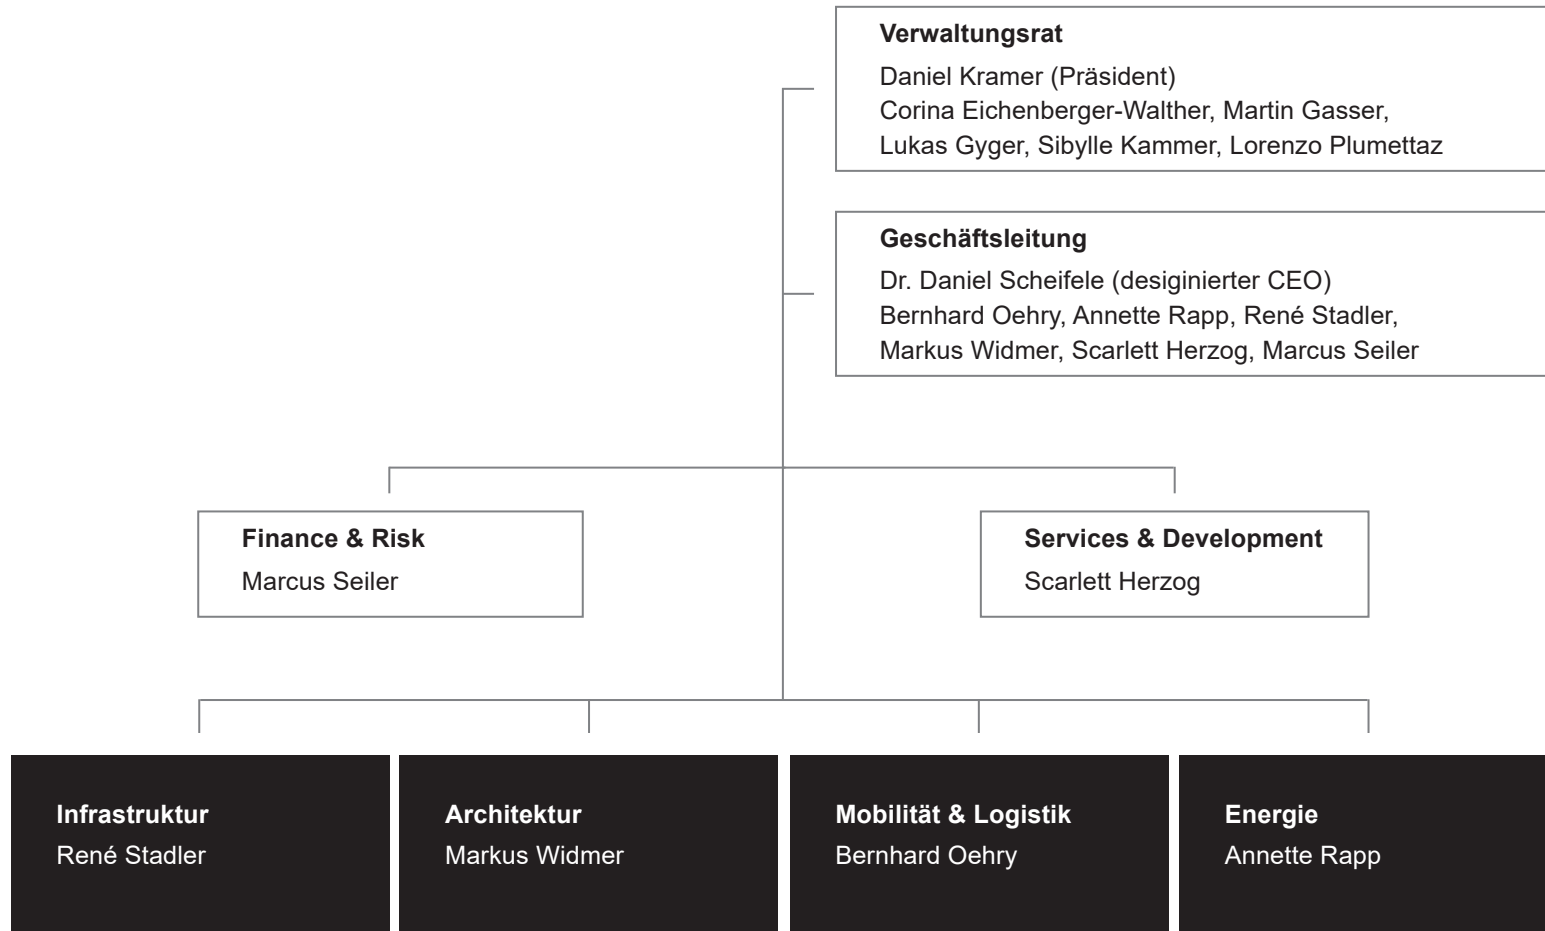 Verwaltungsrat
Daniel Kramer (Präsident)
Corina Eichenberger-Walther, Martin Gasser,
Lukas Gyger, Sibylle Kammer, Lorenzo Plumettaz
Geschäftsleitung
Dr. Daniel Scheifele (desiginierter CEO)
Bernhard Oehry, Annette Rapp, René Stadler,
Markus Widmer, Scarlett Herzog, Marcus Seiler
Finance & Risk
Marcus Seiler
Services & Development
Scarlett Herzog
Infrastruktur
René Stadler
Architektur
Markus Widmer
Mobilität & Logistik
Bernhard Oehry
Energie
Annette Rapp